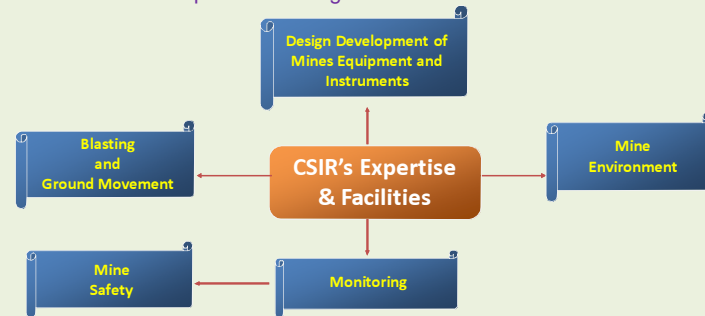 Design Development of
Mines Equipment and
Instruments
Blasting
and
Ground Movement
CSIR's Expertise
& Facilities
Mine
Environment
Mine
Safety
Monitoring